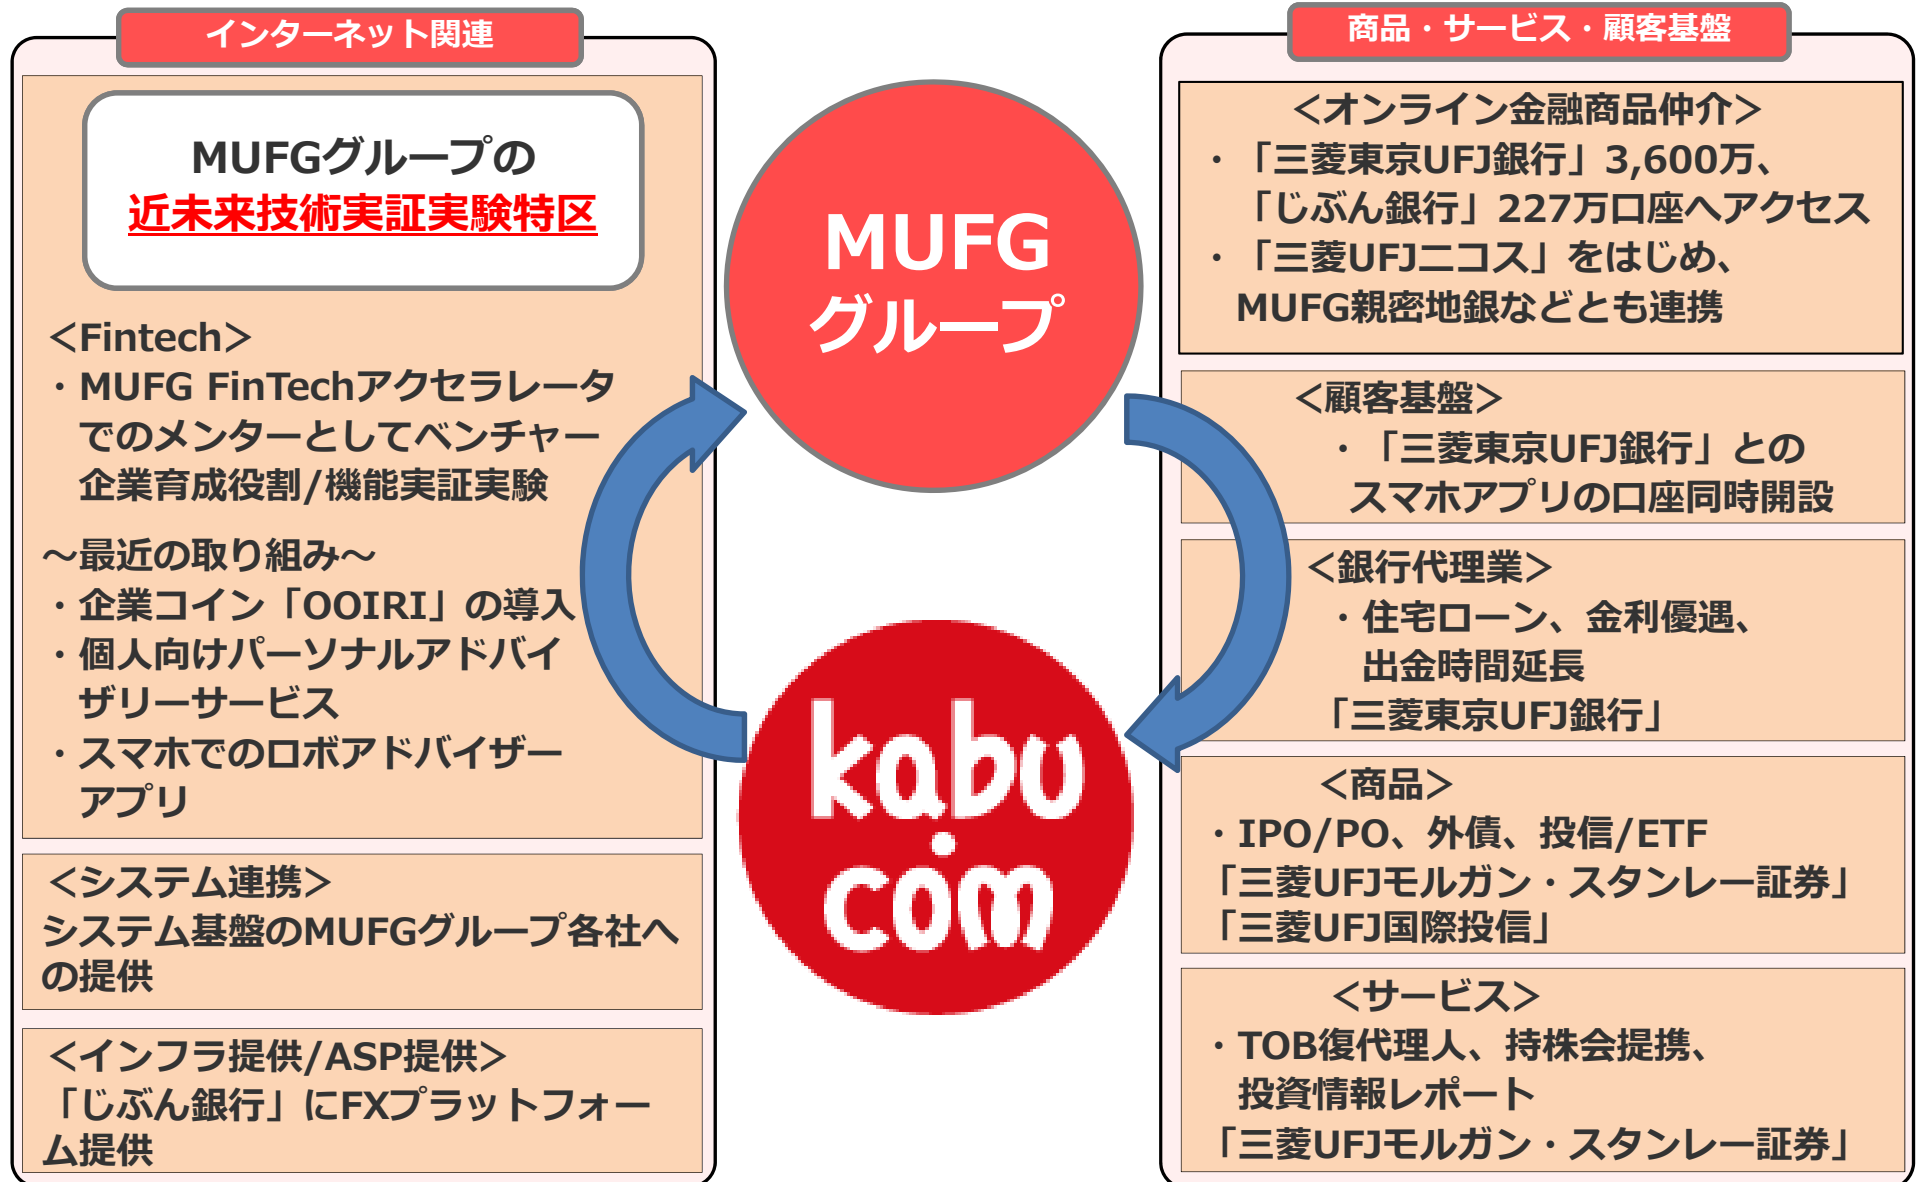 インターネット関連
MUFGグループの
近未来技術実証実験特区
＜Fintech＞
・MUFG FinTechアクセラレータ
でのメンターとしてベンチャー
企業育成役割/機能実証実験
～最近の取り組み～
・企業コイン「OOIRI」の導入
・個人向けパーソナルアドバイ
ザリーサービス
・スマホでのロボアドバイザー
アプリ
＜システム連携＞
システム基盤のMUFGグループ各社へ
の提供
＜インフラ提供/ASP提供＞
「じぶん銀行」にFXプラットフォー
ム提供
MUFG
グループ
kabu
.
com
商品・サービス・顧客基盤
＜オンライン金融商品仲介＞
・「三菱東京UFJ銀行」3,600万、
「じぶん銀行」227万口座へアクセス
・「三菱UFJニコス」をはじめ、
MUFG親密地銀などとも連携
＜顧客基盤＞
・「三菱東京UFJ銀行」との
スマホアプリの口座同時開設
＜銀行代理業＞
・住宅ローン、金利優遇、
出金時間延長
「三菱東京UFJ銀行」
＜商品＞
・IPO/PO、外債、投信/ETF
「三菱UFJモルガン・スタンレー証券」
「三菱UFJ国際投信」
＜サービス＞
・TOB復代理人、持株会提携、
投資情報レポート
「三菱UFJモルガン・スタンレー証券」